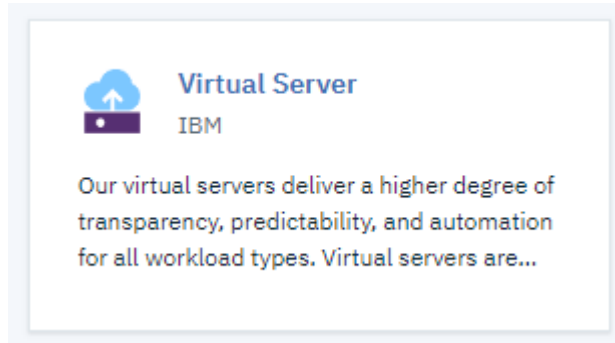 Virtual Server
IBM
Our virtual servers deliver a higher degree of
transparency, predictability, and automation
for all workload types. Virtual servers are...